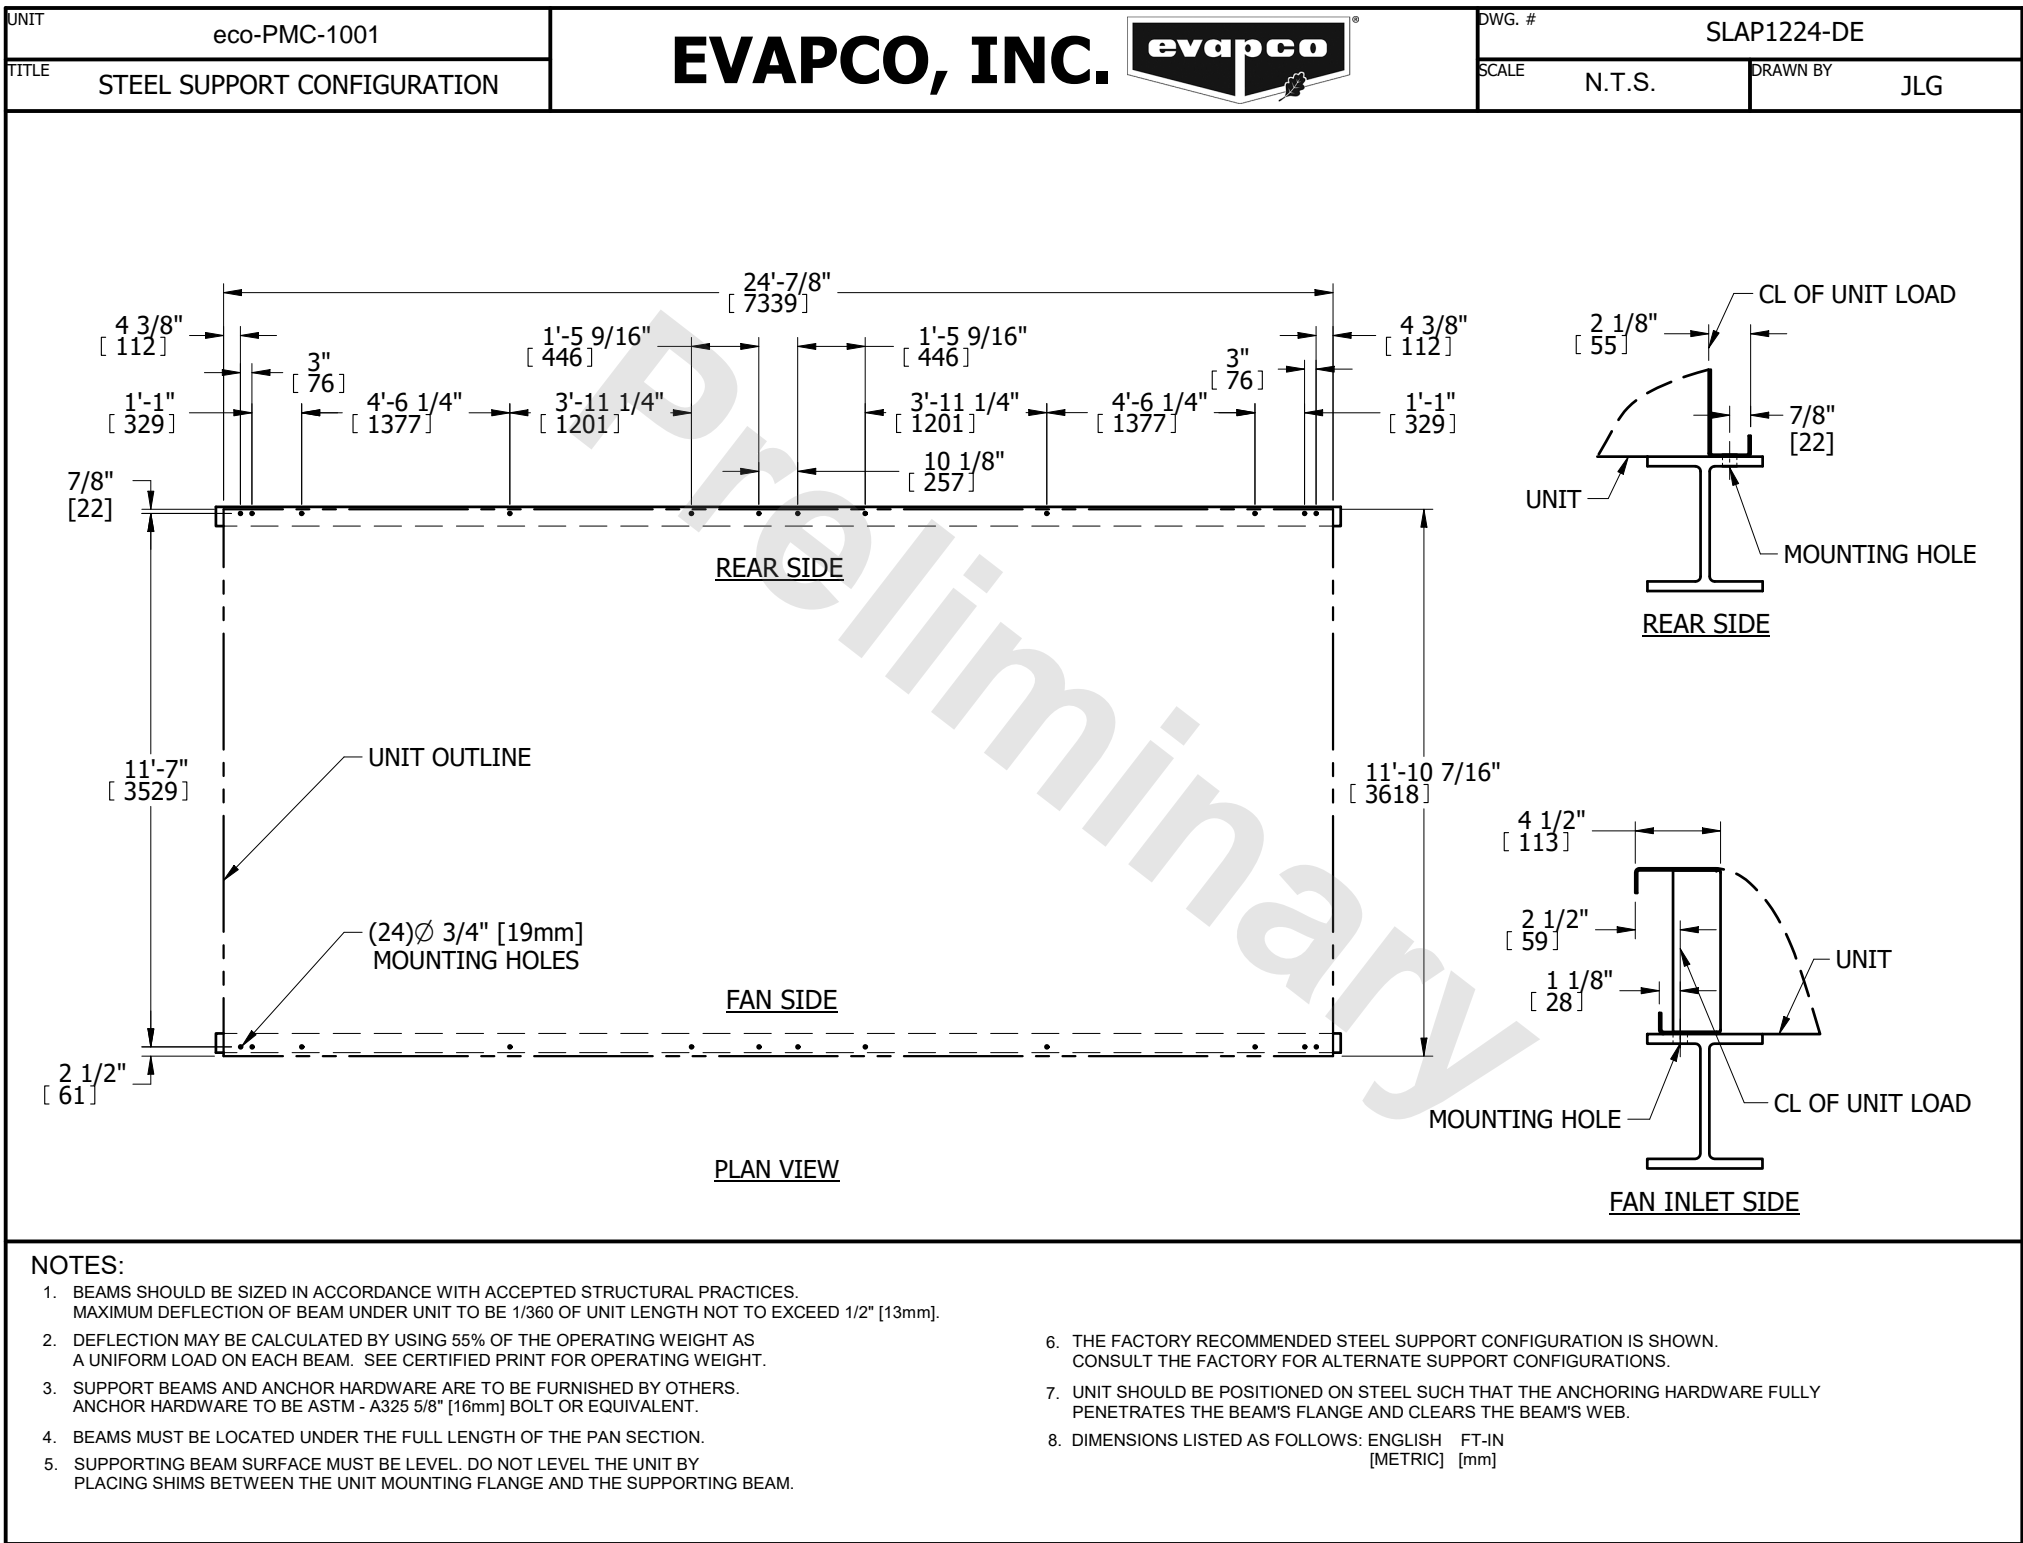 UNIT
eco-PMC-1001
TITLE
STEEL SUPPORT CONFIGURATION
EVAPCO, INC.
evapco
®
DWG. #
SLAP1224-DE
SCALE
N.T.S.
DRAWN BY
JLG
24'-7/8"
[ 7339]
4 3/8"
[ 112]
3"
[ 76]
1'-5 9/16"
[ 446]
1'-5 9/16"
[ 446]
3"
[ 76]
4 3/8"
[ 112]
1'-1"
[ 329]
4'-6 1/4"
[ 1377]
3'-11 1/4"
[ 1201]
3'-11 1/4"
[ 1201]
4'-6 1/4"
[ 1377]
1'-1"
[ 329]
10 1/8"
[ 257]
7/8"
[22]
REAR SIDE
UNIT OUTLINE
11'-7"
[ 3529]
11'-10 7/16"
[ 3618]
(24)Ø 3/4" [19mm]
MOUNTING HOLES
FAN SIDE
2 1/2"
[ 61]
PLAN VIEW
Preliminary
CL OF UNIT LOAD
2 1/8"
[ 55]
7/8"
[22]
UNIT
MOUNTING HOLE
REAR SIDE
4 1/2"
[ 113]
2 1/2"
[ 59]
1 1/8"
[ 28]
UNIT
CL OF UNIT LOAD
MOUNTING HOLE
FAN INLET SIDE
NOTES:
1. BEAMS SHOULD BE SIZED IN ACCORDANCE WITH ACCEPTED STRUCTURAL PRACTICES.
MAXIMUM DEFLECTION OF BEAM UNDER UNIT TO BE 1/360 OF UNIT LENGTH NOT TO EXCEED 1/2" [13mm].
2. DEFLECTION MAY BE CALCULATED BY USING 55% OF THE OPERATING WEIGHT AS
A UNIFORM LOAD ON EACH BEAM. SEE CERTIFIED PRINT FOR OPERATING WEIGHT.
3. SUPPORT BEAMS AND ANCHOR HARDWARE ARE TO BE FURNISHED BY OTHERS.
ANCHOR HARDWARE TO BE ASTM - A325 5/8" [16mm] BOLT OR EQUIVALENT.
4. BEAMS MUST BE LOCATED UNDER THE FULL LENGTH OF THE PAN SECTION.
5. SUPPORTING BEAM SURFACE MUST BE LEVEL. DO NOT LEVEL THE UNIT BY
PLACING SHIMS BETWEEN THE UNIT MOUNTING FLANGE AND THE SUPPORTING BEAM.
6. THE FACTORY RECOMMENDED STEEL SUPPORT CONFIGURATION IS SHOWN.
CONSULT THE FACTORY FOR ALTERNATE SUPPORT CONFIGURATIONS.
7. UNIT SHOULD BE POSITIONED ON STEEL SUCH THAT THE ANCHORING HARDWARE FULLY
PENETRATES THE BEAM'S FLANGE AND CLEARS THE BEAM'S WEB.
8. DIMENSIONS LISTED AS FOLLOWS: ENGLISH FT-IN
[METRIC] [mm]